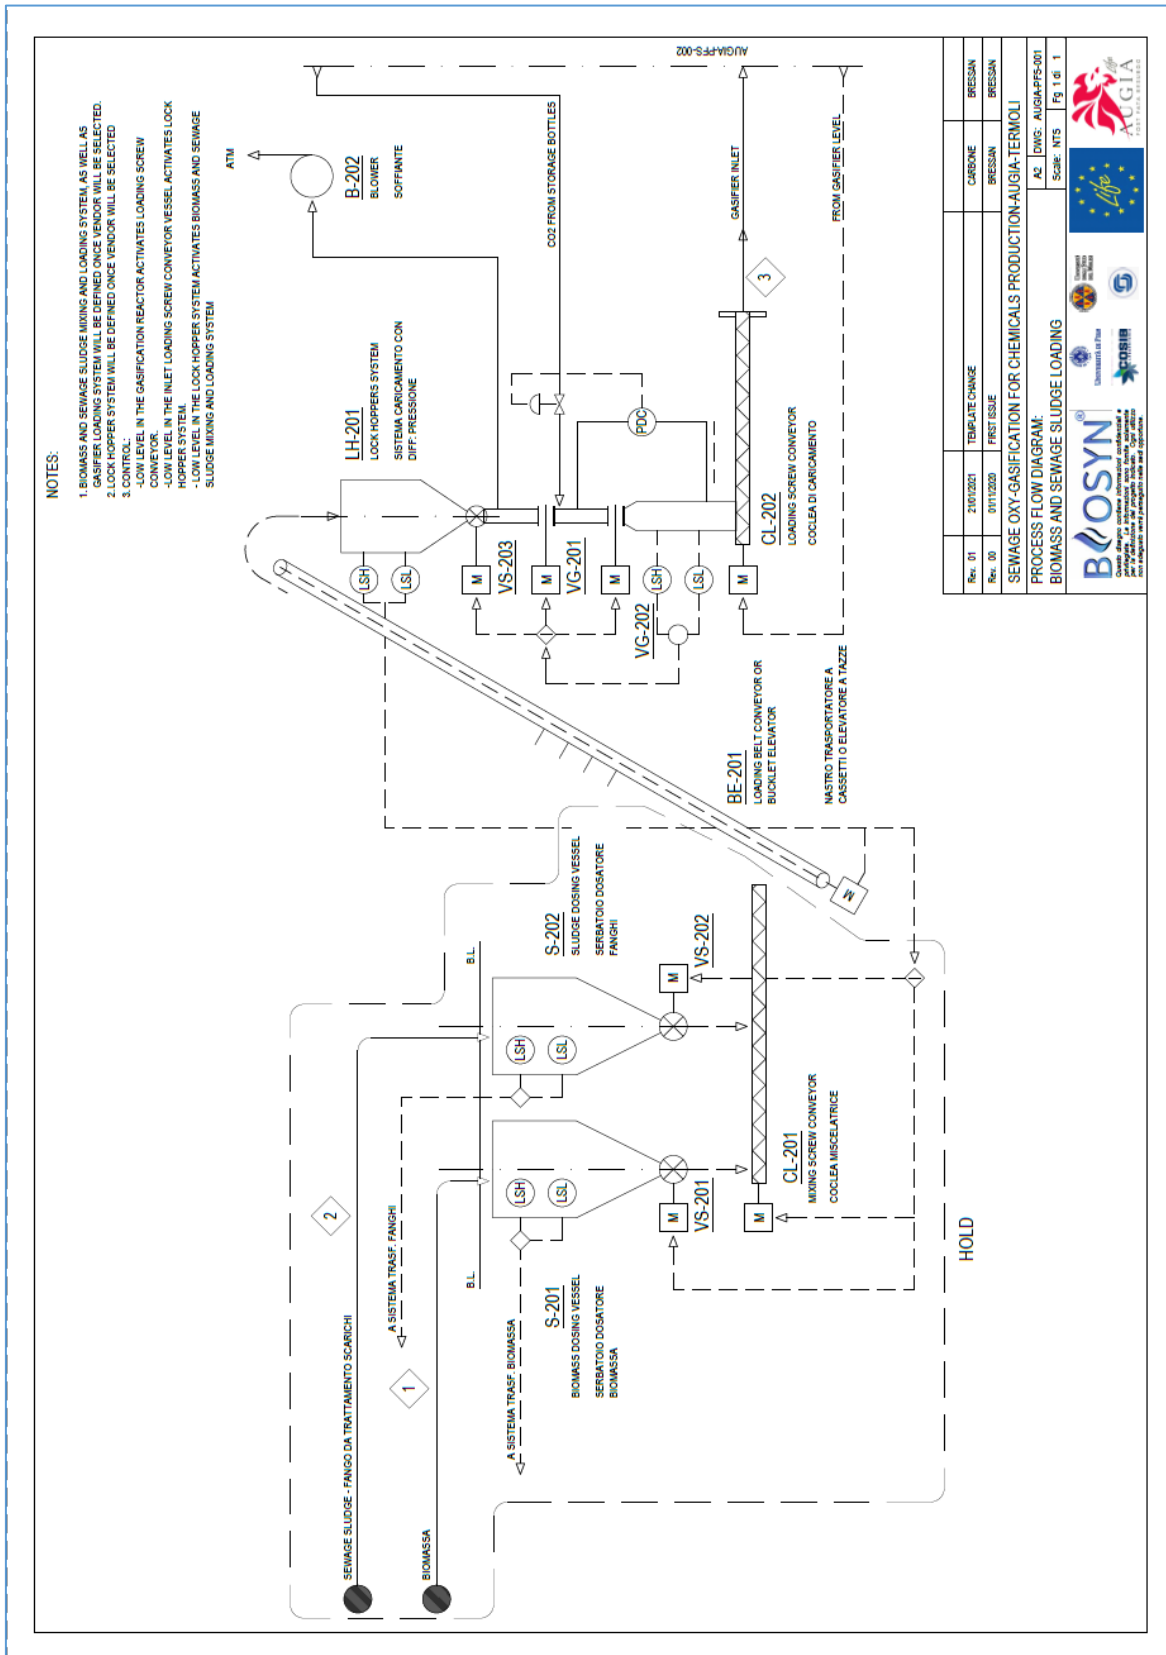 NOTES:
1. BIOMASS AND SEWAGE SLUDGE MIXING AND LOADING SYSTEM, AS WELL AS
GASIFIER LOADING SYSTEM WILL BE DEFINED ONCE VENDOR WILL BE SELECTED.
2. LOCK HOPPER SYSTEM WILL BE DEFINED ONCE VENDOR WILL BE SELECTED
3. CONTROL:
-LOW LEVEL IN THE GASIFICATION REACTOR ACTIVATES LOADING SCREW
CONVEYOR.
-LOW LEVEL IN THE INLET LOADING SCREW CONVEYOR VESSEL ACTIVATES LOCK
HOPPER SYSTEM.
- LOW LEVEL IN THE LOCK HOPPER SYSTEM ACTIVATES BIOMASS AND SEWAGE
SLUDGE MIXING AND LOADING SYSTEM
ATM
B-202
BLOWER
SOFFIANTE
AUGIA-PFS-002
LH-201
LOCK HOPPERS SYSTEM
SISTEMA CARICAMENTO CON
DIFF. PRESSIONE
CO2 FROM STORAGE BOTTLES
LSH
LSL
VS-203
M
VG-201
M
M
VG-202
LSH
LSL
PDC
M
CL-202
LOADING SCREW CONVEYOR
COCLEA DI CARICAMENTO
3
GASIFIER INLET
FROM GASIFIER LEVEL
BE-201
LOADING BELT CONVEYOR OR
BUCKLET ELEVATOR
NASTRO TRASPORTATORE A
CASSETTI O ELEVATORE A TAZZE
M
SEWAGE SLUDGE - FANGO DA TRATTAMENTO SCARICHI
2
BIOMASSA
1
A SISTEMA TRASF. FANGHI
A SISTEMA TRASF. BIOMASSA
B.L.
B.L.
S-202
SLUDGE DOSING VESSEL
SERBATOIO DOSATORE
FANGHI
LSH
LSL
M
VS-202
S-201
BIOMASS DOSING VESSEL
SERBATOIO DOSATORE
BIOMASSA
LSH
LSL
M
VS-201
M
CL-201
MIXING SCREW CONVEYOR
COCLEA MISCELATRICE
HOLD
Rev. 01 21/01/2021 TEMPLATE CHANGE CARBONE BRESSAN
Rev. 00 01/11/2020 FIRST ISSUE BRESSAN BRESSAN
SEWAGE OXY-GASIFICATION FOR CHEMICALS PRODUCTION-AUGIA-TERMOLI
PROCESS FLOW DIAGRAM:
BIOMASS AND SEWAGE SLUDGE LOADING
A2 DWG: AUGIA-PFS-001
Scale: NTS Fg 1 di 1
BIOSYN®
COSIB
Life
AUGIA